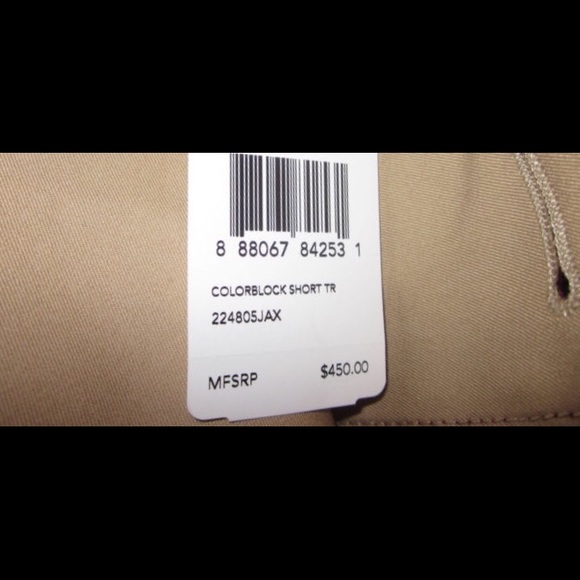 8 88067 84253 1
COLORBLOCK SHORT TR
224805JAX
MFSRP $450.00